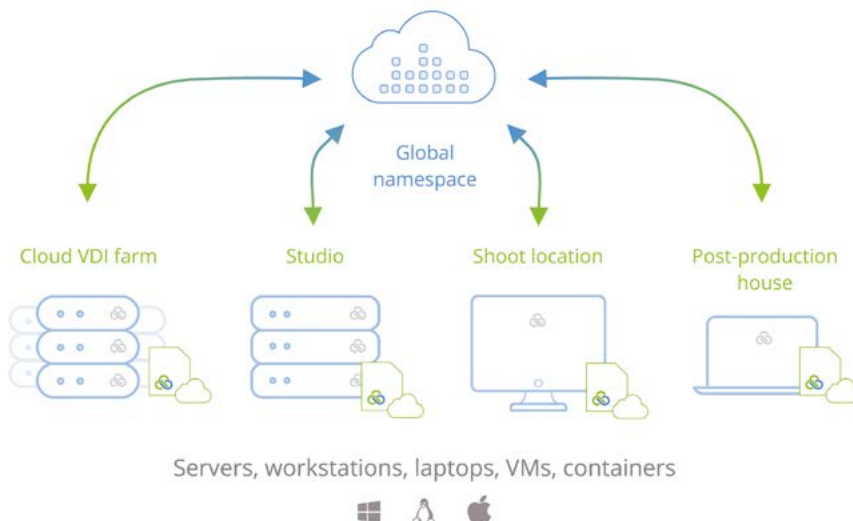 Global
namespace
Cloud VDI farm
Studio
Shoot location
Post-production
house
Servers, workstations, laptops, VMs, containers